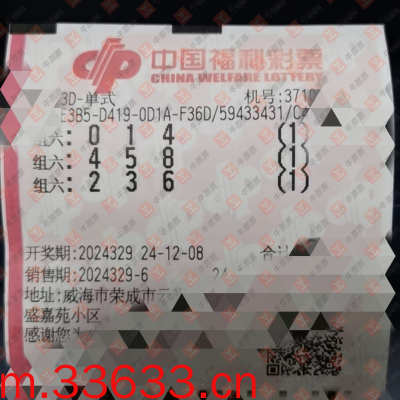 中国福利彩票
CHINA WELFARE LOTTERY
3D-单式 机号:371
E3B5-D419-0D1A-F36D/59433431/C
组六: 0 1 4 (1)
组六: 4 5 8 (1)
组六: 2 3 6 (1)
开奖期:2024329 24-12-08 合计
销售期:2024329-6 24
地址:威海市荣成市
盛嘉苑小区
感谢您
m.33633.cn